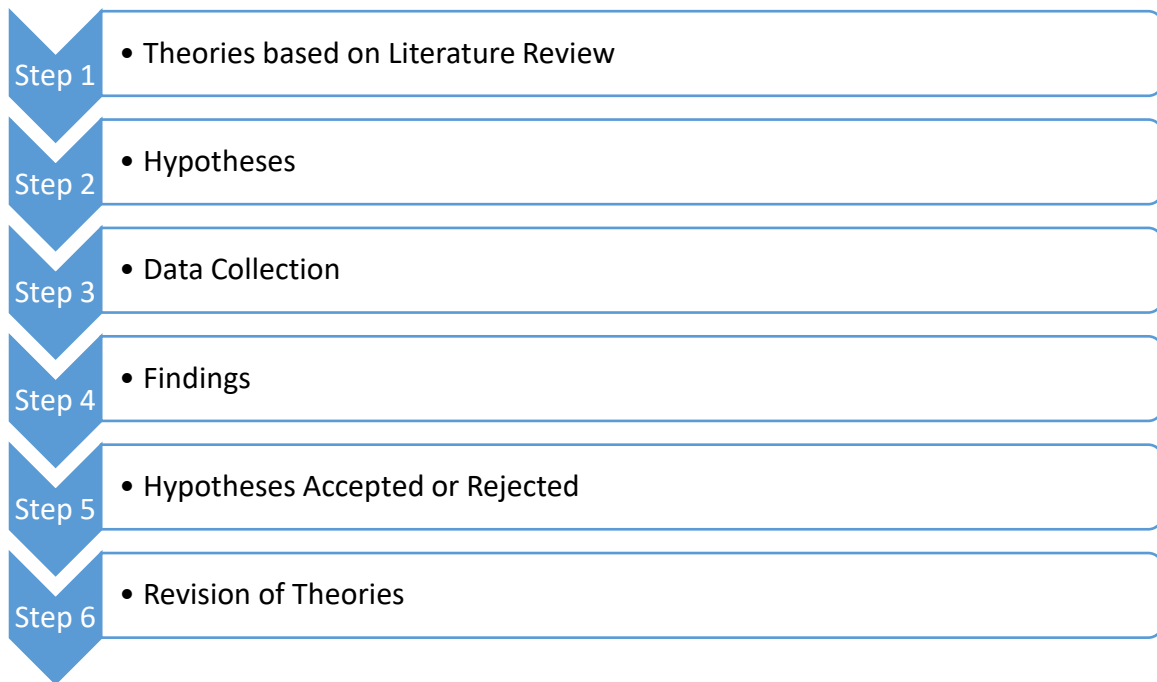 Step 1
• Theories based on Literature Review
Step 2
• Hypotheses
Step 3
• Data Collection
Step 4
• Findings
Step 5
• Hypotheses Accepted or Rejected
Step 6
• Revision of Theories